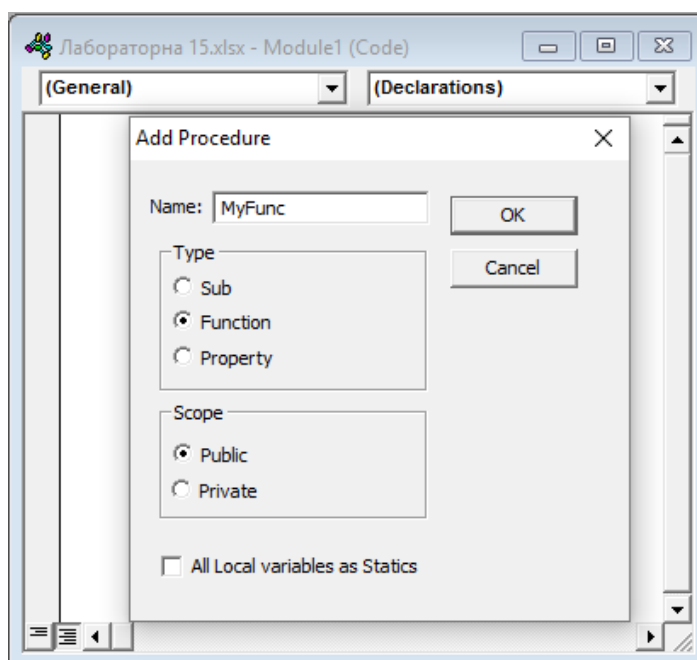 Лабораторна 15.xlsx - Module1 (Code)
(General) (Declarations)
Add Procedure
Name: MyFunc
OK
Type
Cancel
Sub
Function
Property
Scope
Public
Private
All Local variables as Statics